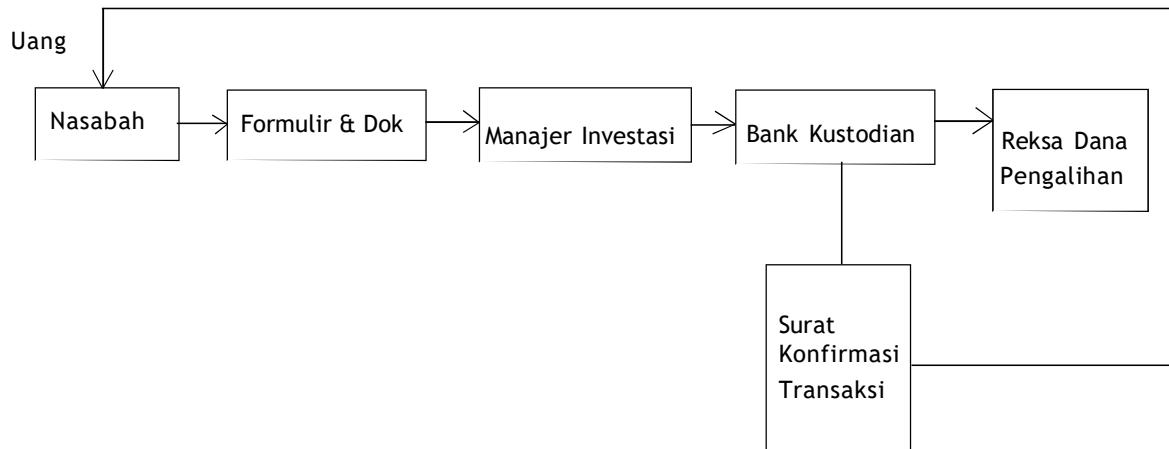 Uang
Nasabah
Formulir & Dok
Manajer Investasi
Bank Kustodian
Reksa Dana
Pengalihan
Surat
Konfirmasi
Transaksi